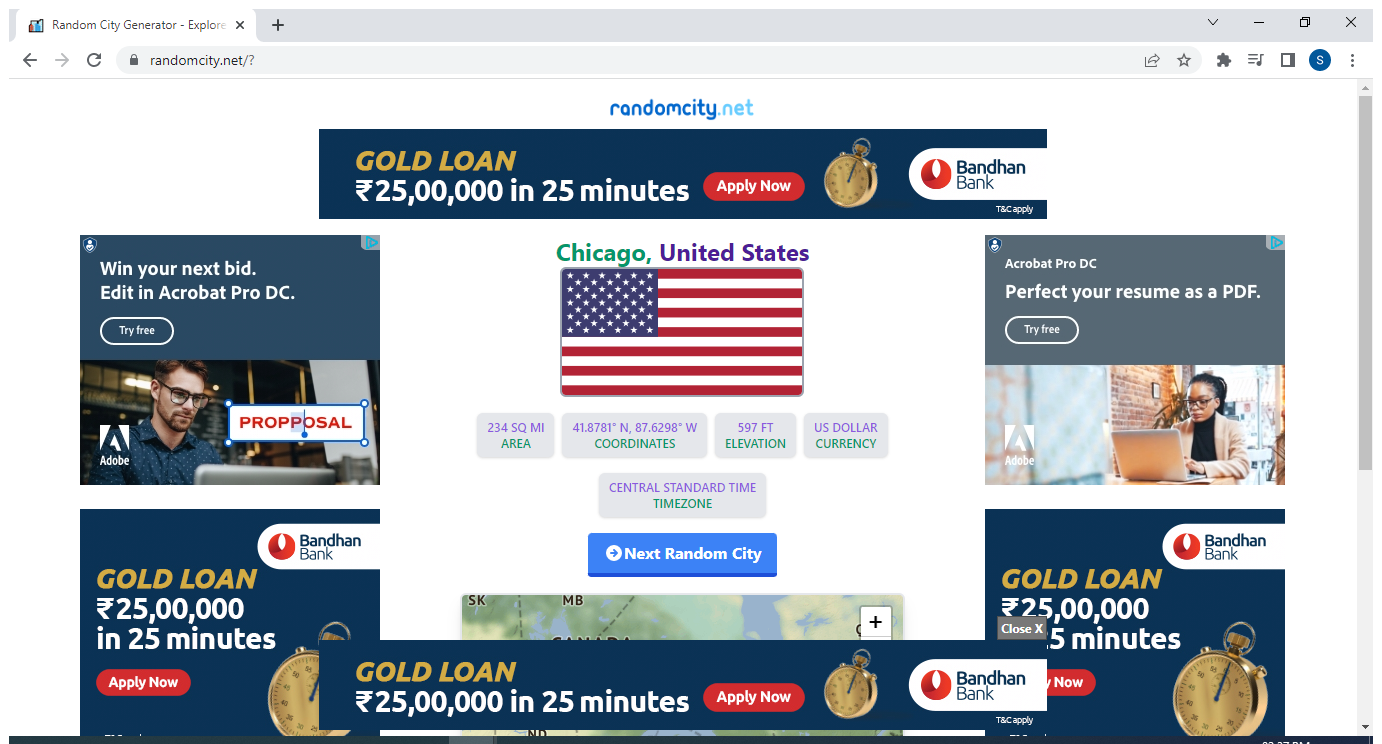 Random City Generator - Explore
randomcity.net/?
S
randomcity.net
GOLD LOAN
₹25,00,000 in 25 minutes
Apply Now
Bandhan
Bank
T&C apply
Win your next bid.
Edit in Acrobat Pro DC.
Try free
PROPPOSAL
Adobe
Chicago, United States
234 SQ MI
AREA
41.8781° N, 87.6298° W
COORDINATES
597 FT
ELEVATION
US DOLLAR
CURRENCY
CENTRAL STANDARD TIME
TIMEZONE
Next Random City
Acrobat Pro DC
Perfect your resume as a PDF.
Try free
Adobe
Bandhan
Bank
GOLD LOAN
₹25,00,000
in 25 minutes
Apply Now
SK
MB
CANADA
+
ND
Bandhan
Bank
GOLD LOAN
₹25,00,000
5 minutes
Now
Close X
GOLD LOAN
₹25,00,000 in 25 minutes
Apply Now
Bandhan
Bank
T&C apply